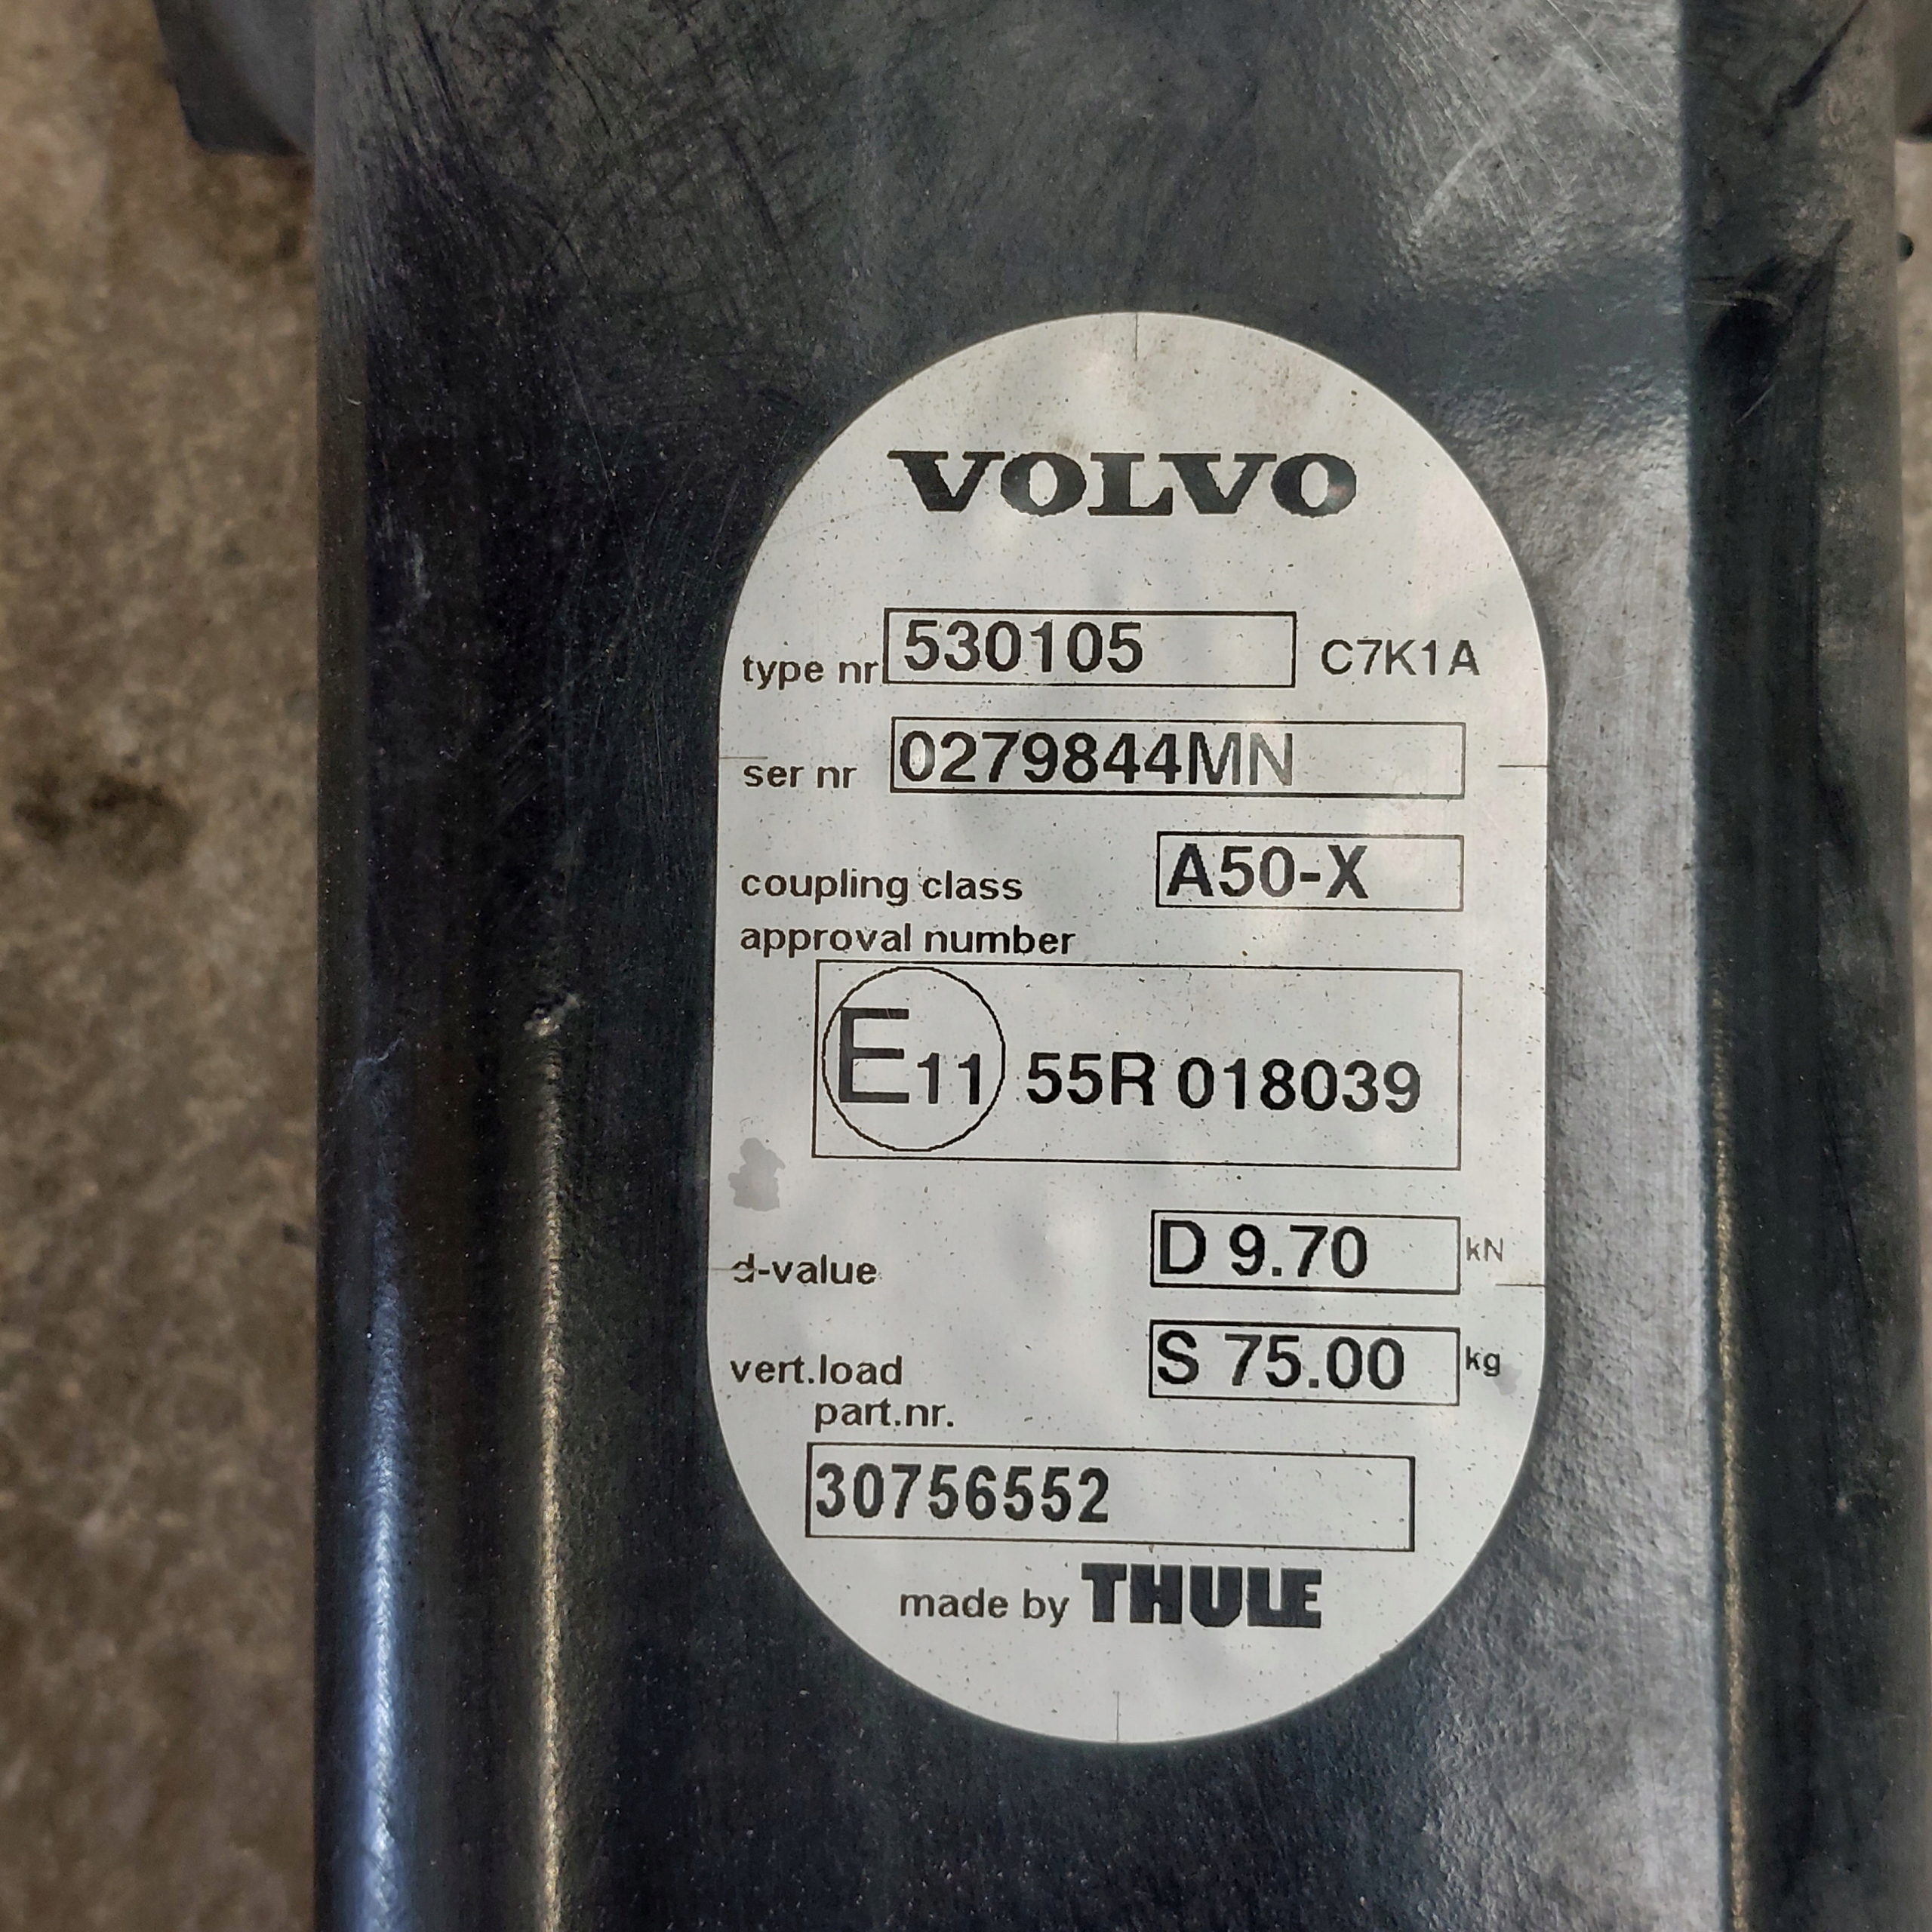 VOLVO
type nr 530105 C7K1A
ser nr 0279844MN
coupling class A50-X
approval number
E11 55R 018039
d-value D 9.70 kN
vert.load S 75.00 kg
part.nr.
30756552
made by THULE